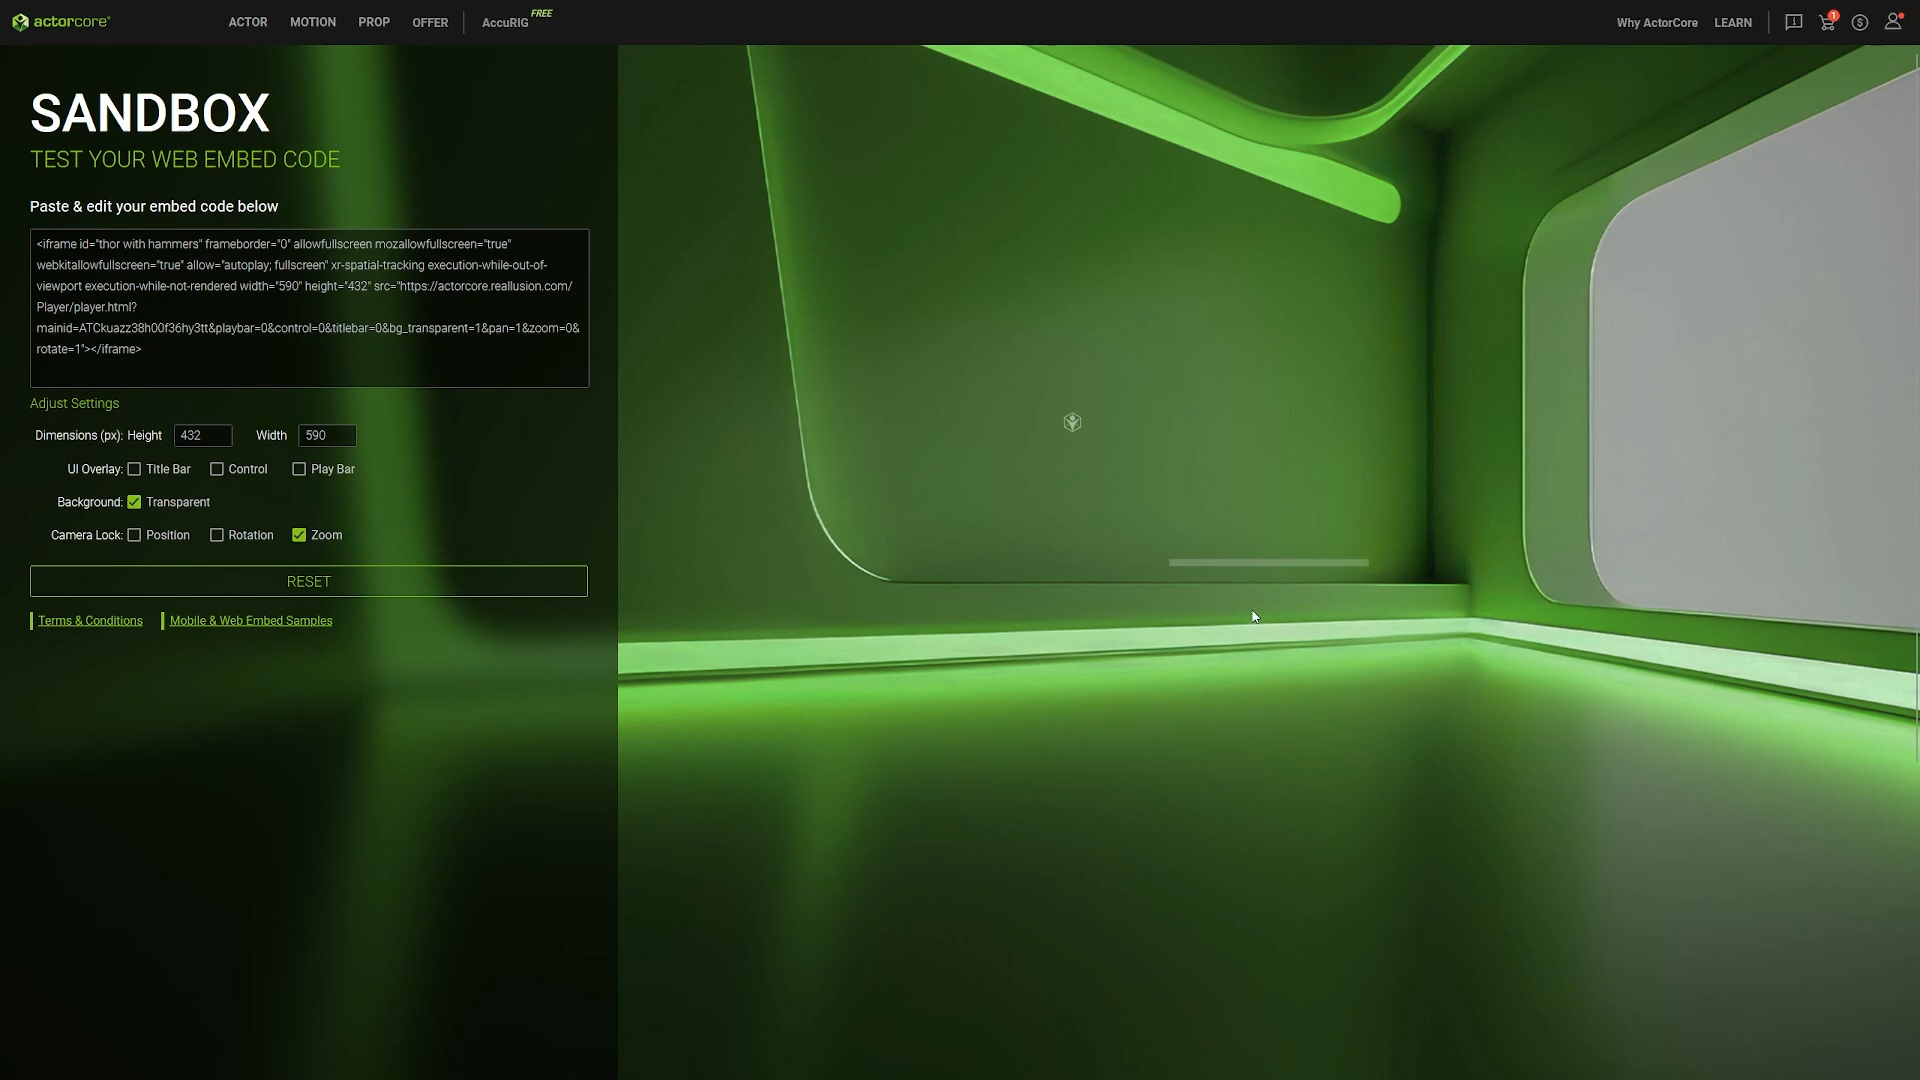 actorcore
ACTOR MOTION PROP OFFER AccuRIG FREE
Why ActorCore LEARN 1
SANDBOX
TEST YOUR WEB EMBED CODE
Paste & edit your embed code below
<iframe id="thor with hammers" frameborder="0" allowfullscreen mozallowfullscreen="true"
webkitallowfullscreen="true" allow="autoplay; fullscreen" xr-spatial-tracking execution-while-out-of-
viewport execution-while-not-rendered width="590" height="432" src="https://actorcore.reallusion.com/
Player/player.html?
mainid=ATCkuazz38h00f36hy3tt&playbar=0&control=0&titlebar=0&bg_transparent=1&pan=1&zoom=0&
rotate=1"></iframe>
Adjust Settings
Dimensions (px): Height 432 Width 590
UI Overlay: Title Bar Control Play Bar
Background: Transparent
Camera Lock: Position Rotation Zoom
RESET
Terms & Conditions Mobile & Web Embed Samples